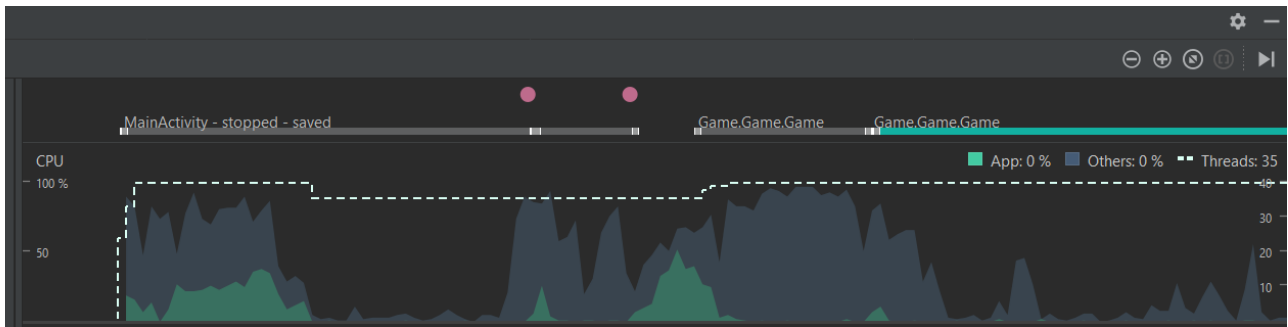 MainActivity - stopped - saved
Game.Game.Game
Game.Game.Game
CPU
App: 0 %
Others: 0 %
Threads: 35
100 %
40
30
50
20
10